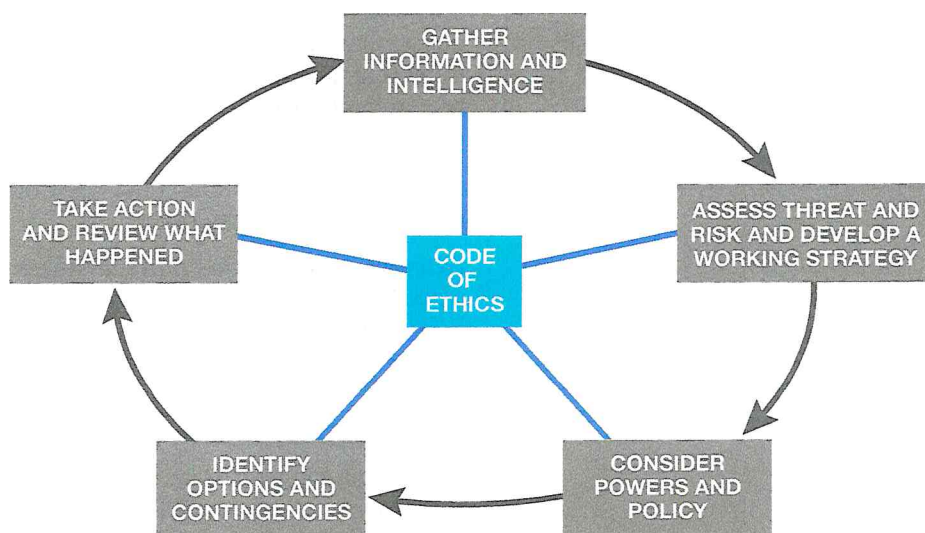 GATHER
INFORMATION AND
INTELLIGENCE
ASSESS THREAT AND
RISK AND DEVELOP A
WORKING STRATEGY
CONSIDER
POWERS AND
POLICY
IDENTIFY
OPTIONS AND
CONTINGENCIES
TAKE ACTION
AND REVIEW WHAT
HAPPENED
CODE
OF
ETHICS